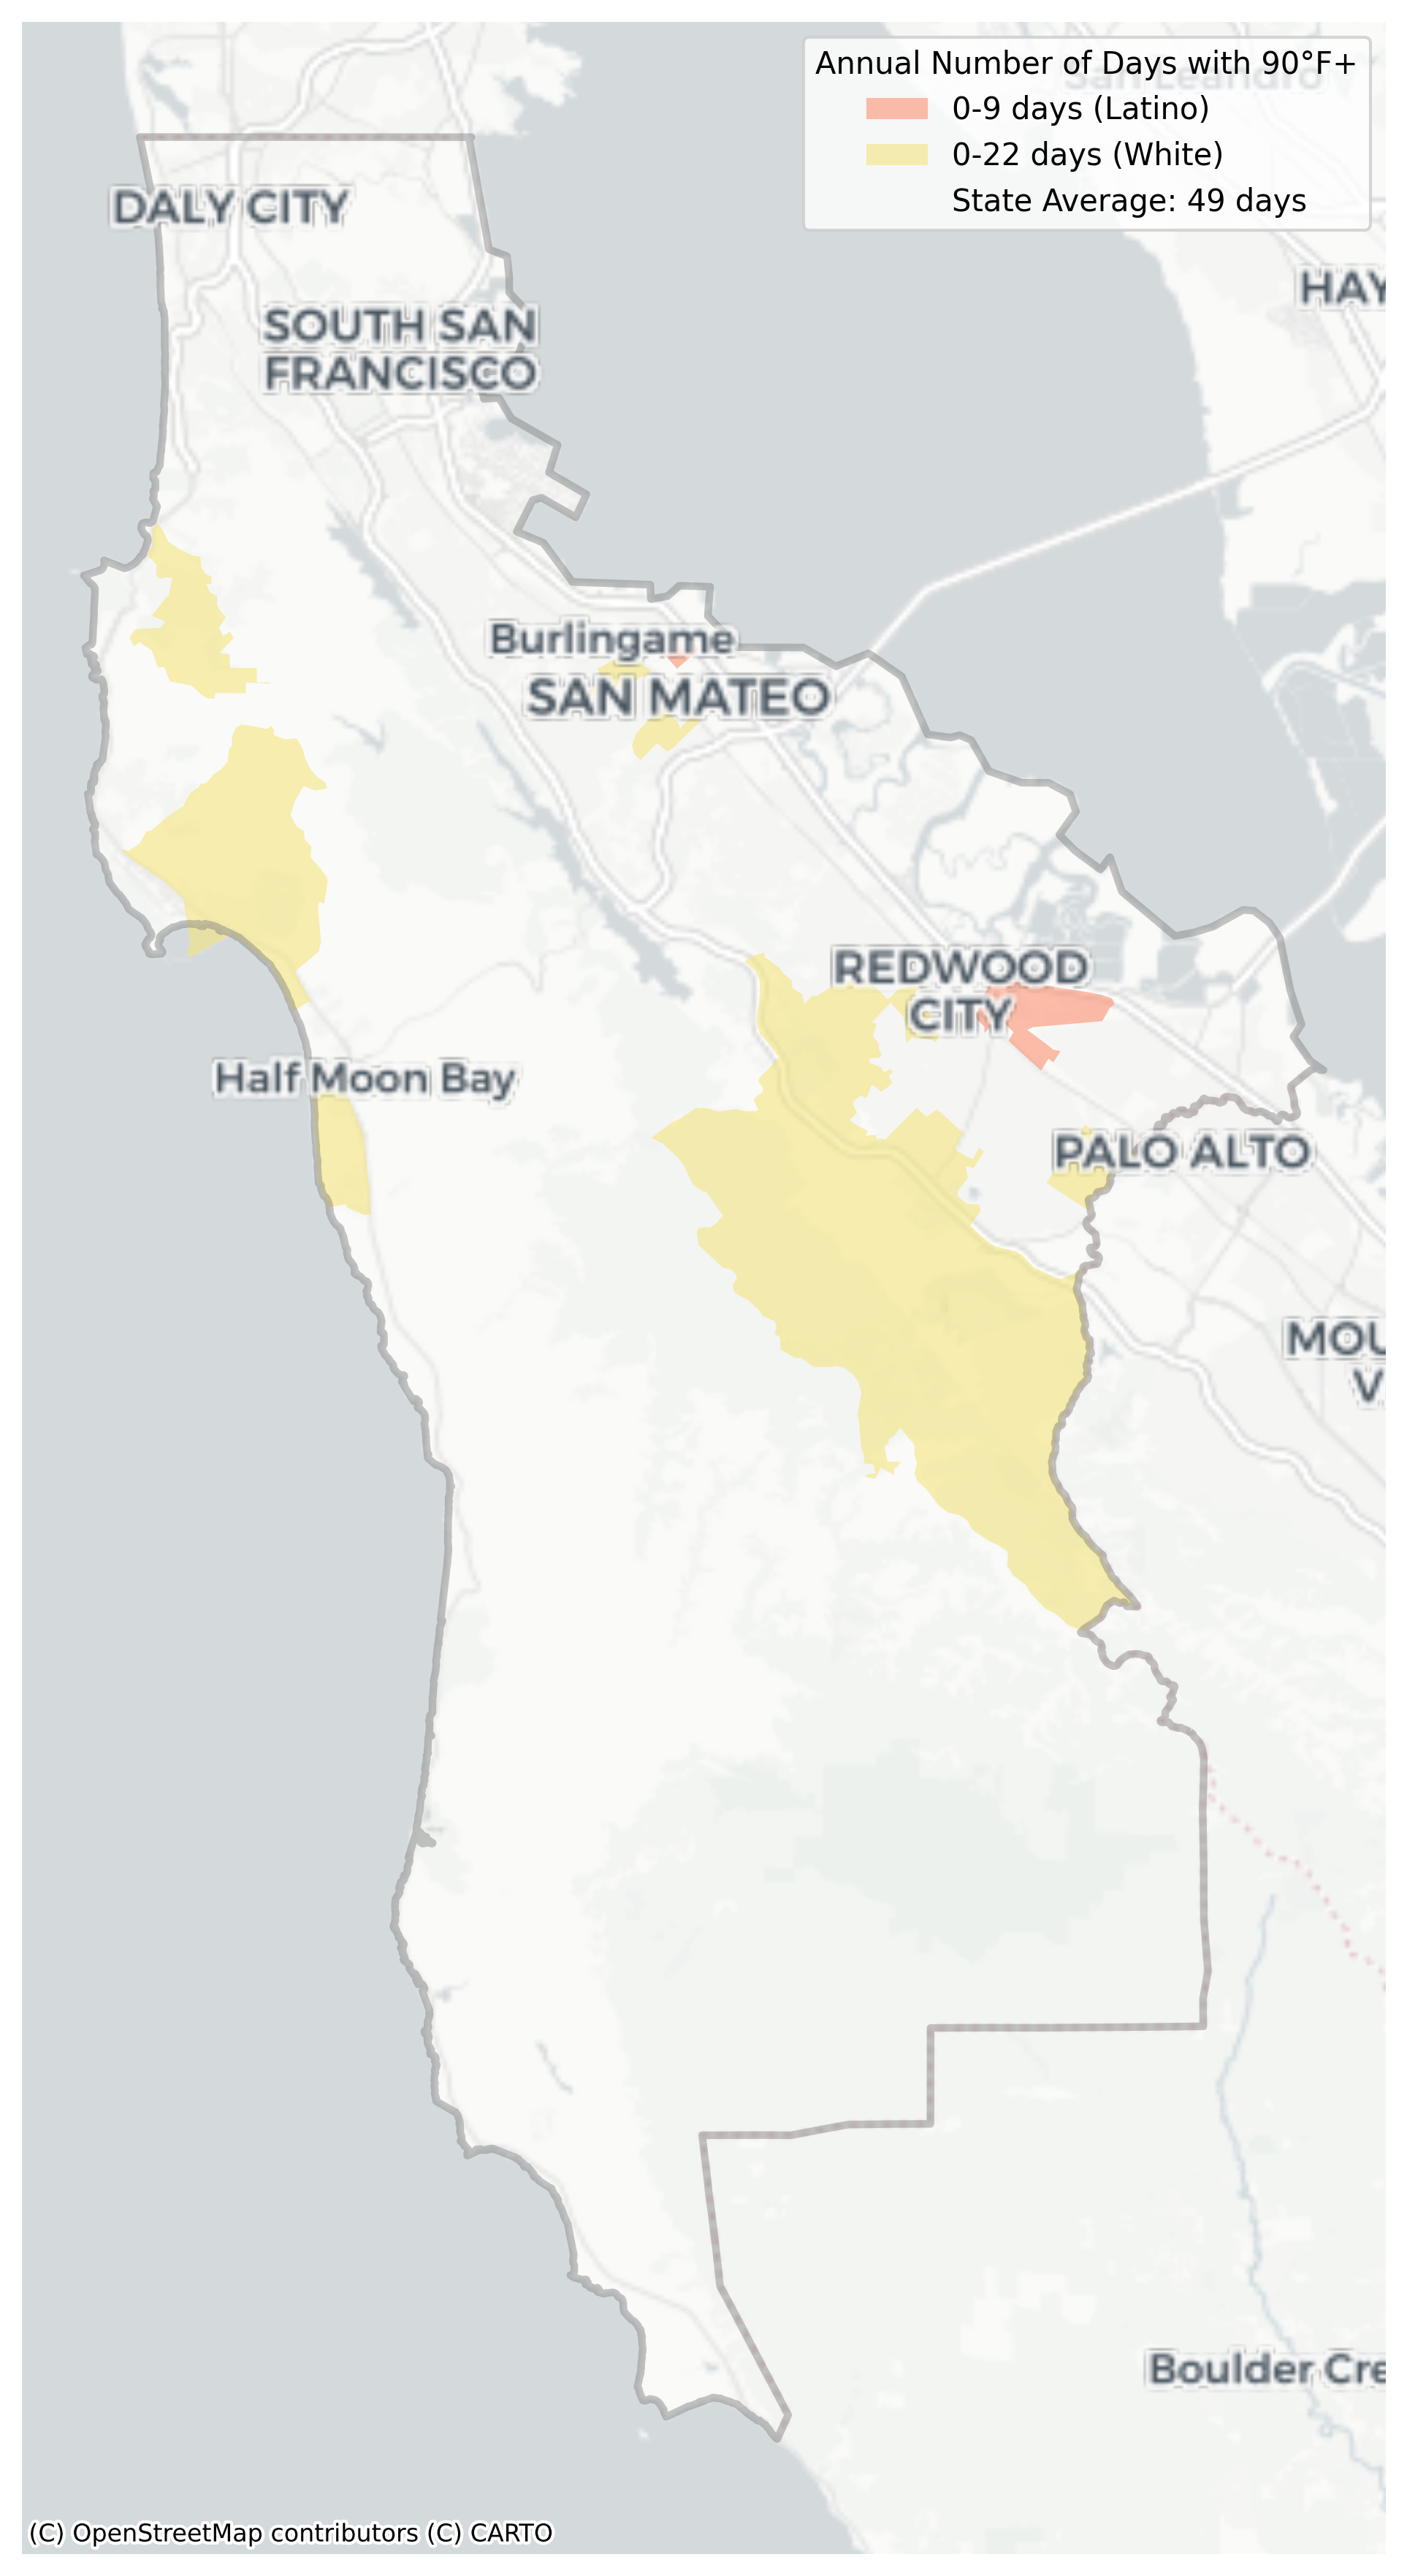 Annual Number of Days with 90°F+
San Leandro
0-9 days (Latino)
0-22 days (White)
State Average: 49 days
DALY CITY
HAY
SOUTH SAN
FRANCISCO
Burlingame
SAN MATEO
REDWOOD
CITY
Half Moon Bay
PALO ALTO
MOU
V
Boulder Cre
(C) OpenStreetMap contributors (C) CARTO